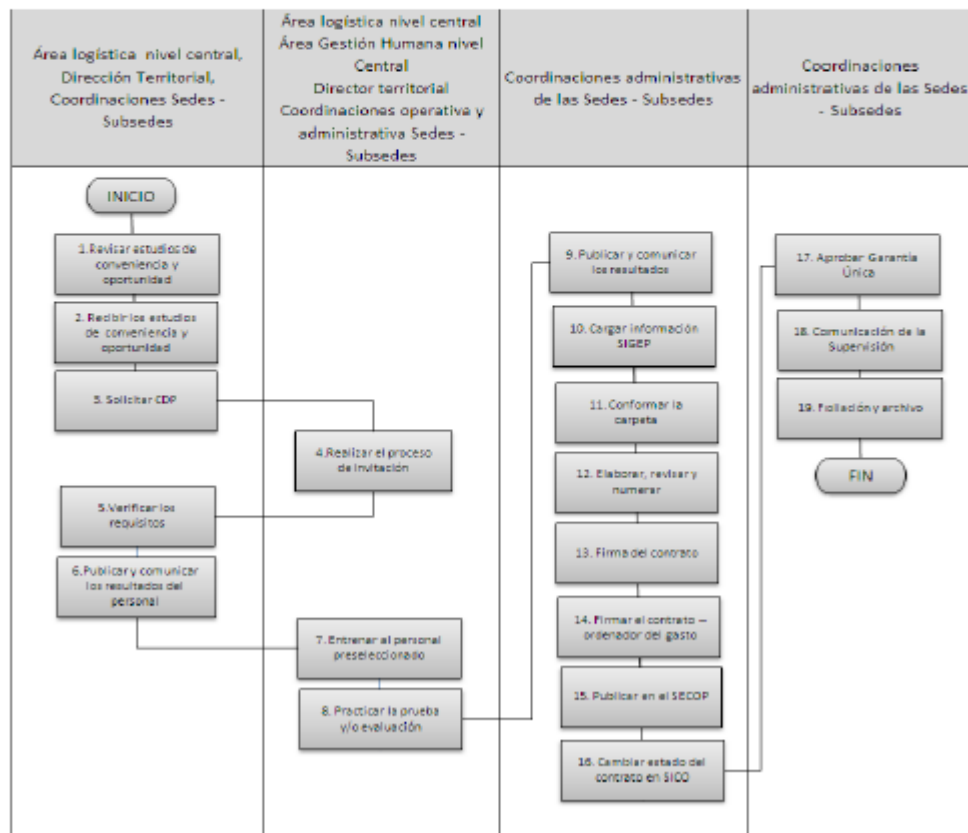 Área logística nivel central,
Dirección Territorial,
Coordinaciones Sedes -
Subsedes
Área logística nivel central
Área Gestión Humana nivel
Central
Director territorial
Coordinaciones operativa y
administrativa Sedes -
Subsedes
Coordinaciones administrativas
de las Sedes - Subsedes
Coordinaciones
administrativas de las Sedes
- Subsedes
INICIO
1.Revisar estudios de
conveniencia y
oportunidad
2. Recibir los estudios
de conveniencia y
oportunidad
3. Solicitar CDP
4.Realizar el proceso
de invitación
5.Verificar los
requisitos
6.Publicar y comunicar
los resultados del
personal
7. Entrenar al personal
preseleccionado
8. Practicar la prueba
y/o evaluación
9. Publicar y comunicar
los resultados
10. Cargar información
SIGEP
11. Conformar la
carpeta
12. Elaborar, revisar y
numerar
13. Firma del contrato
14. Firmar el contrato –
ordenador del gasto
15. Publicar en el SECOP
16. Cambiar estado del
contrato en SICO
17. Aprobar Garantía
Única
18. Comunicación de la
Supervisión
19. Foliación y archivo
FIN